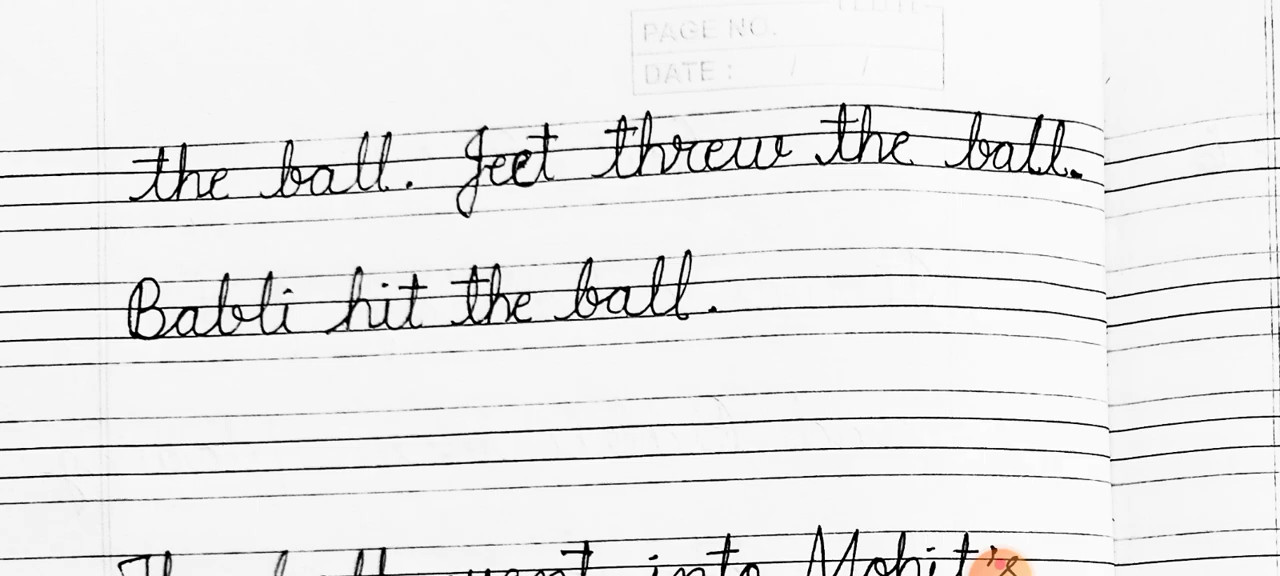 PAGE NO.
DATE : / /
the ball. Jeet threw the ball.
Babli hit the ball.
The ball went into Mohit's